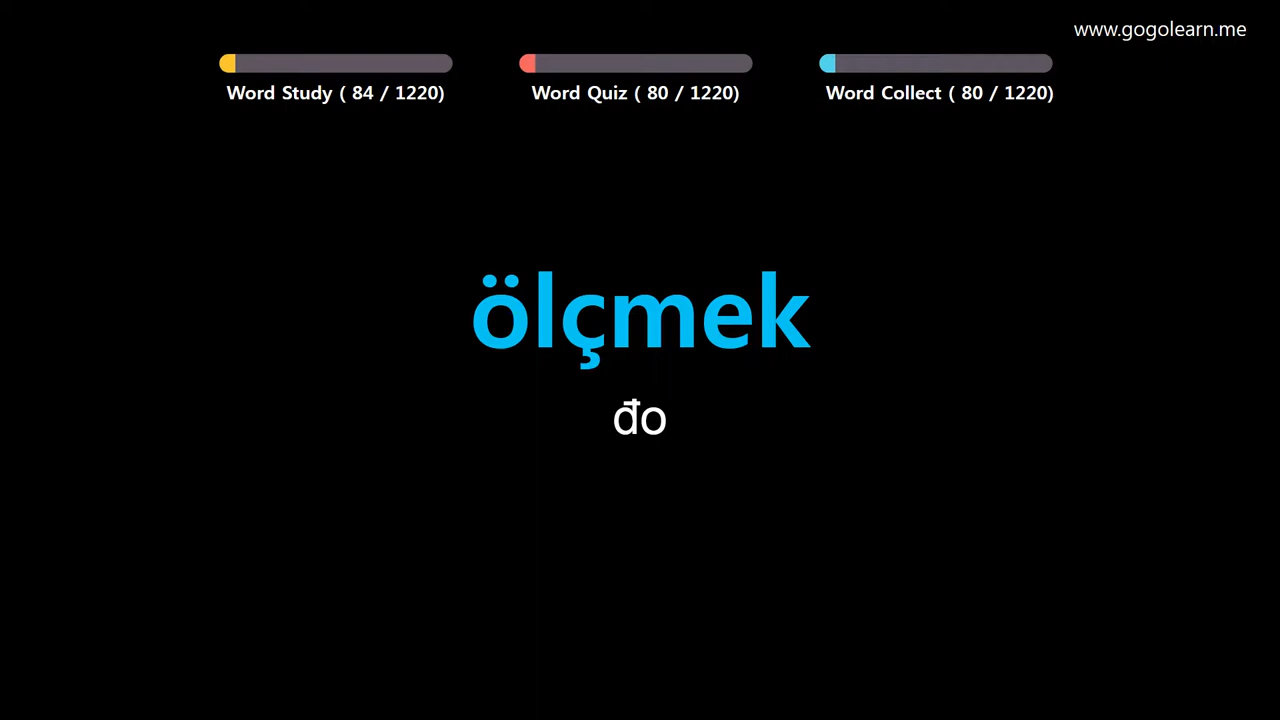 www.gogolearn.me
Word Study ( 84 / 1220)
Word Quiz ( 80 / 1220)
Word Collect ( 80 / 1220)
ölçmek
đo